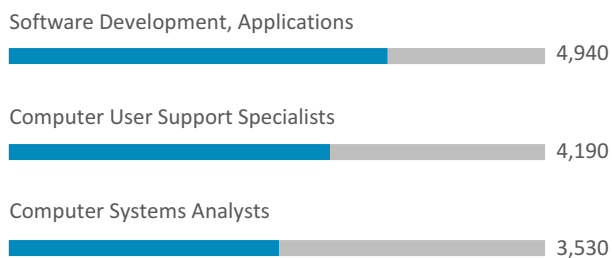 Software Development, Applications
4,940
Computer User Support Specialists
4,190
Computer Systems Analysts
3,530